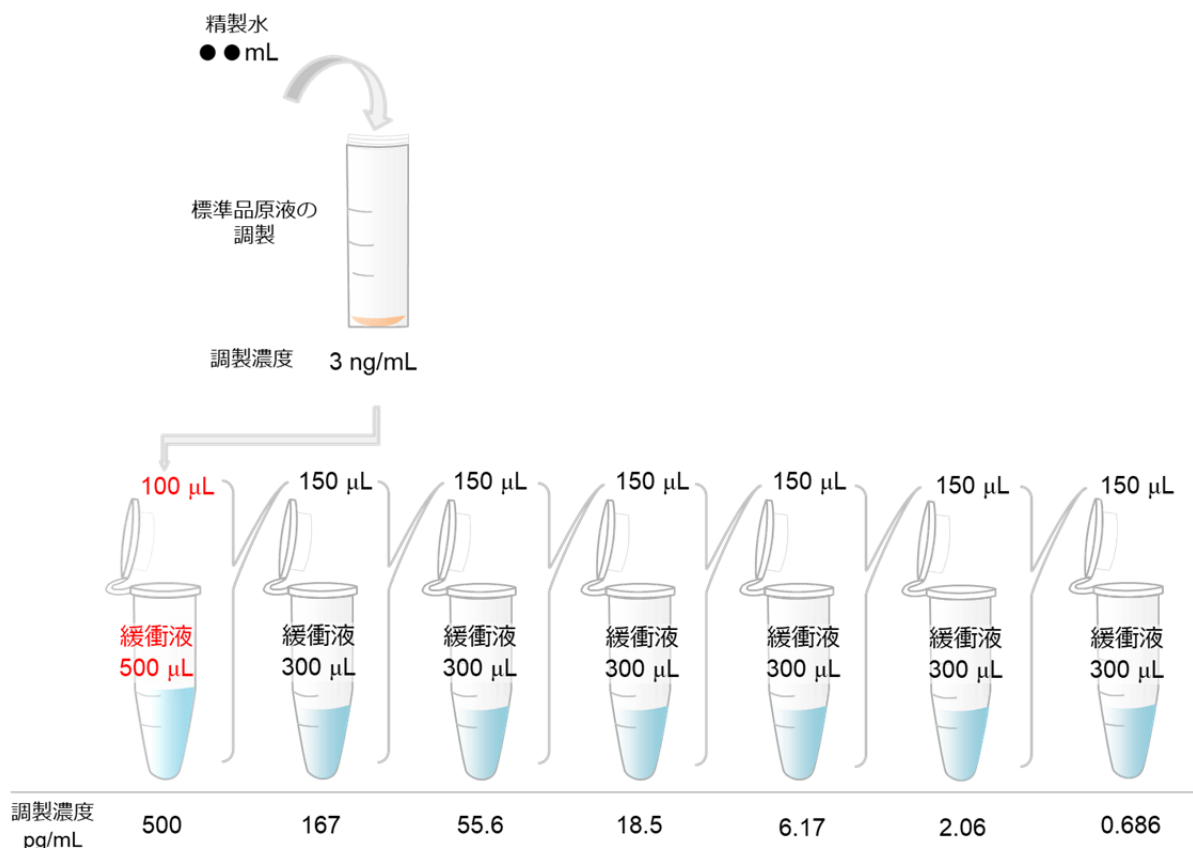 精製水
●●mL
標準品原液の
調製
調製濃度 3 ng/mL
100 μL 150 μL 150 μL 150 μL 150 μL 150 μL 150 μL
緩衝液 緩衝液 緩衝液 緩衝液 緩衝液 緩衝液 緩衝液
500 μL 300 μL 300 μL 300 μL 300 μL 300 μL 300 μL
調製濃度
pg/mL
500 167 55.6 18.5 6.17 2.06 0.686